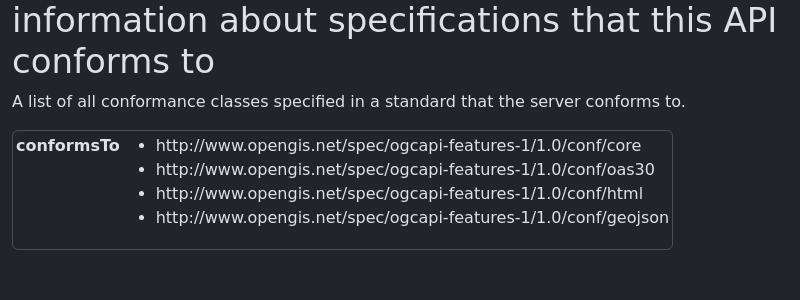 information about specifications that this API
conforms to
A list of all conformance classes specified in a standard that the server conforms to.
conformsTo • http://www.opengis.net/spec/ogcapi-features-1/1.0/conf/core
• http://www.opengis.net/spec/ogcapi-features-1/1.0/conf/oas30
• http://www.opengis.net/spec/ogcapi-features-1/1.0/conf/html
• http://www.opengis.net/spec/ogcapi-features-1/1.0/conf/geojson